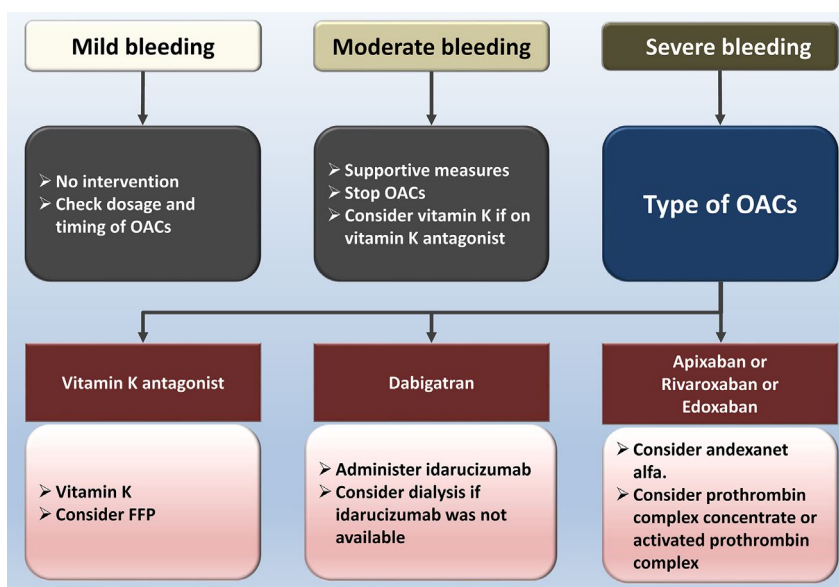 Mild bleeding
Moderate bleeding
Severe bleeding
➢ No intervention
➢ Check dosage and
timing of OACs
➢ Supportive measures
➢ Stop OACs
➢ Consider vitamin K if on
vitamin K antagonist
Type of OACs
Vitamin K antagonist
Dabigatran
Apixaban or
Rivaroxaban or
Edoxaban
➢ Vitamin K
➢ Consider FFP
➢ Administer idarucizumab
➢ Consider dialysis if
idarucizumab was not
available
➢ Consider andexanet
alfa.
➢ Consider prothrombin
complex concentrate or
activated prothrombin
complex